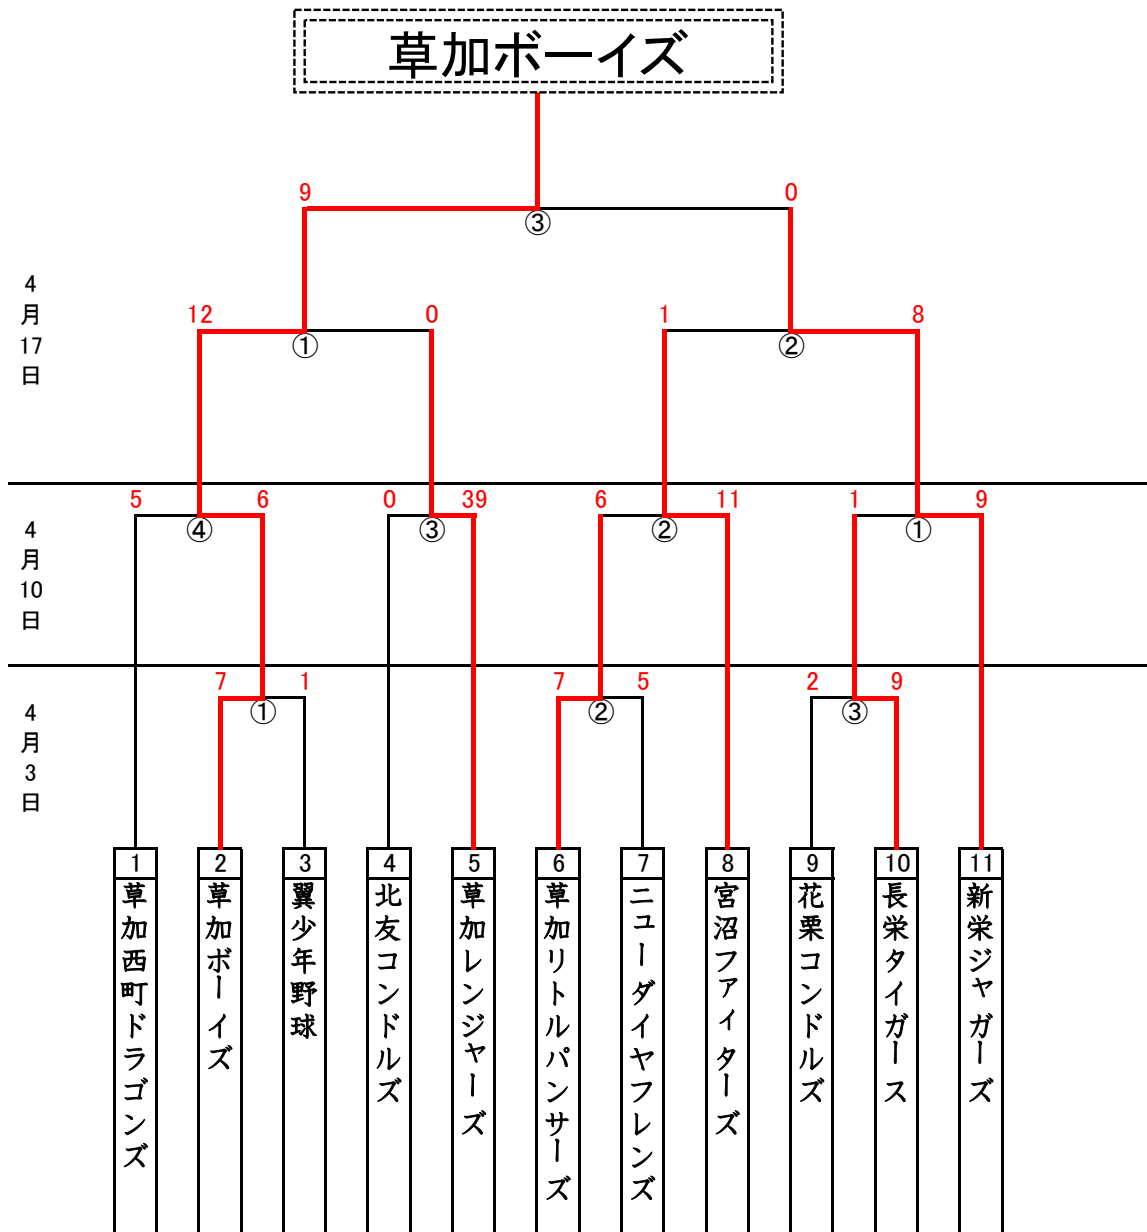 草加ボーイズ
9 0
③
4月17日
12 0 1 8
① ②
5 6 0 39 6 11 1 9
④ ③ ② ①
4月10日
7 1 7 5 2 9
① ② ③
4月3日
1 2 3 4 5 6 7 8 9 10 11
草加西町ドラゴンズ
草加ボーイズ
翼少年野球
北友コンドルズ
草加レンジャーズ
草加リトルパンサーズ
ニューダイヤフレンズ
宮沼ファイターズ
花栗コンドルズ
長栄タイガース
新栄ジャガーズ